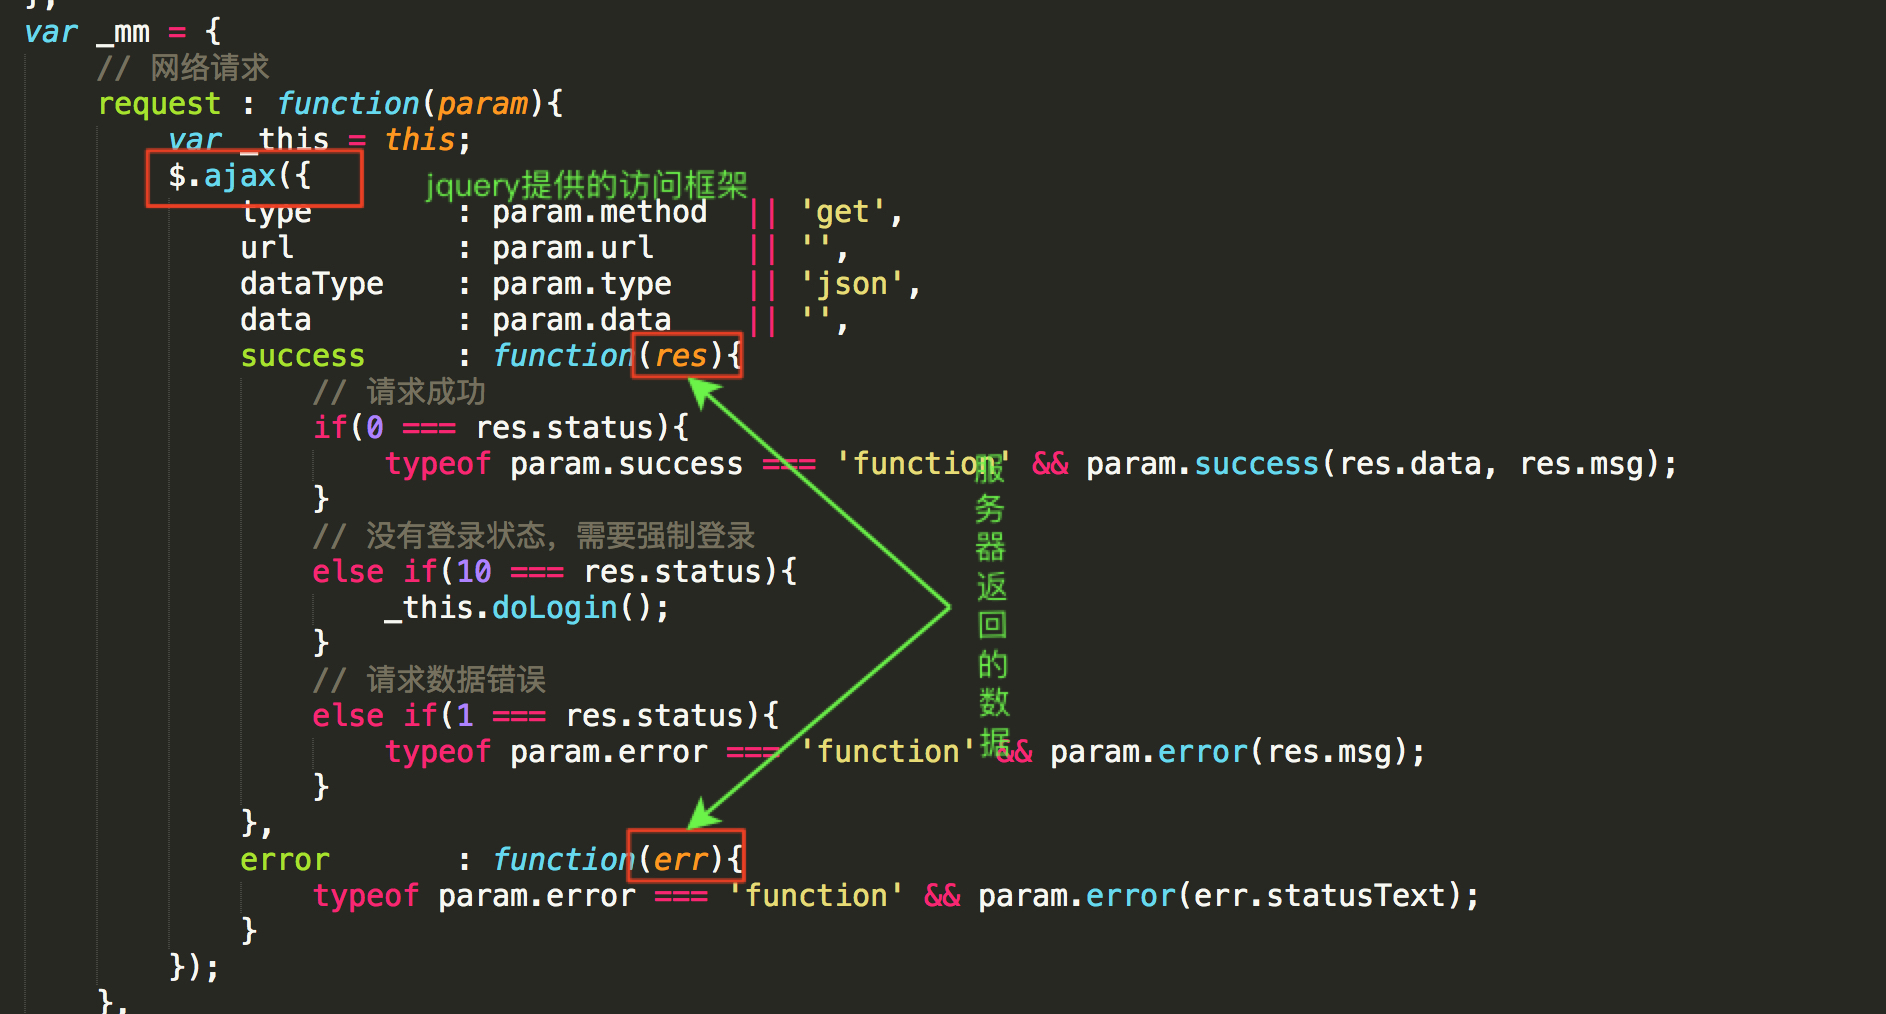 };
var _mm = {
// 网络请求
request : function(param){
var _this = this;
$.ajax({
jquery提供的访问框架
type : param.method || 'get',
url : param.url || '',
dataType : param.type || 'json',
data : param.data || '',
success : function(res){
// 请求成功
if(0 === res.status){
typeof param.success === 'function' && param.success(res.data, res.msg);
}
// 没有登录状态，需要强制登录
else if(10 === res.status){
_this.doLogin();
}
// 请求数据错误
else if(1 === res.status){
typeof param.error === 'function' && param.error(res.msg);
}
},
服务器返回的数据
error : function(err){
typeof param.error === 'function' && param.error(err.statusText);
}
});
},